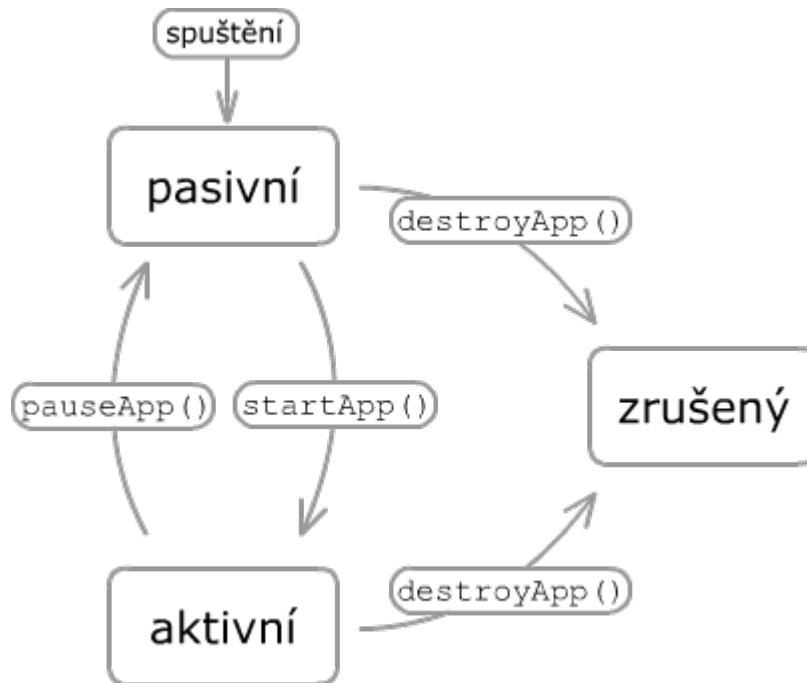 spuštění
pasivní
destroyApp()
pauseApp()
startApp()
zrušený
destroyApp()
aktivní